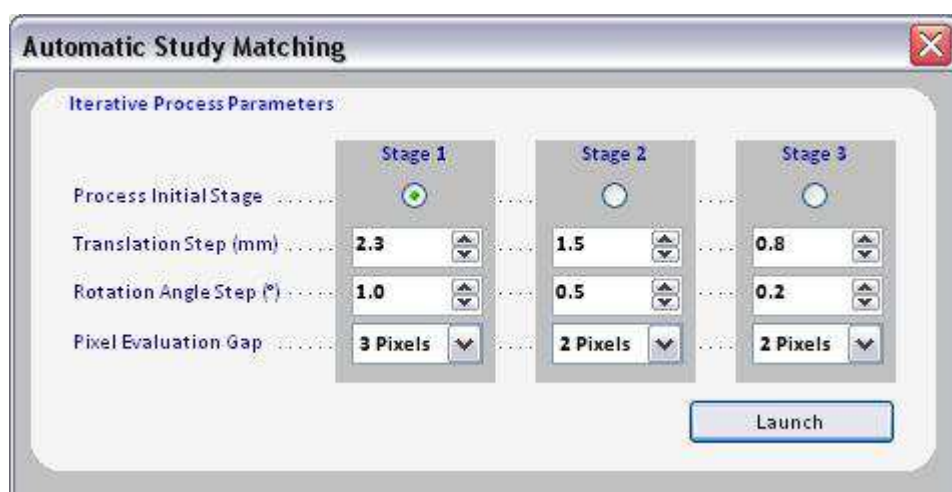 Automatic Study Matching
Iterative Process Parameters
Stage 1 Stage 2 Stage 3
Process Initial Stage
Translation Step (mm) 2.3 1.5 0.8
Rotation Angle Step (°) 1.0 0.5 0.2
Pixel Evaluation Gap 3 Pixels 2 Pixels 2 Pixels
Launch